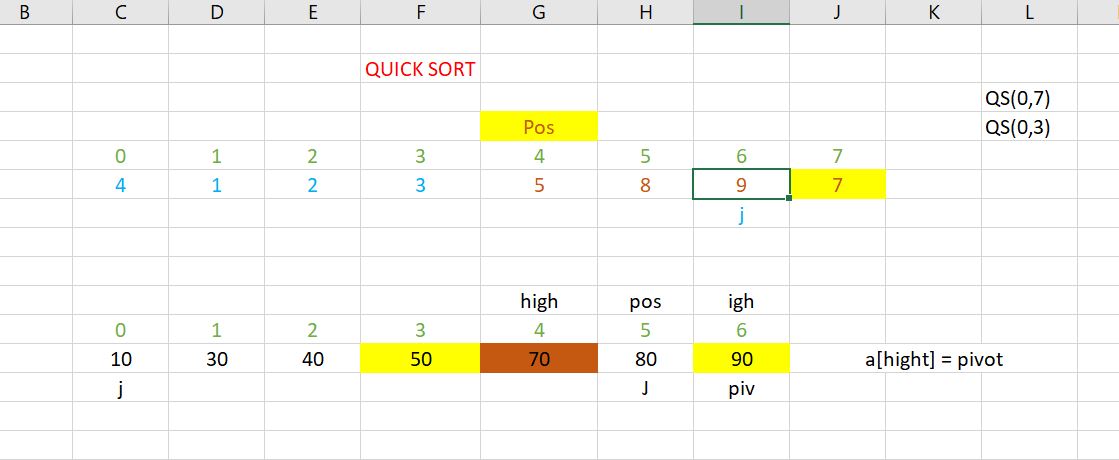 B C D E F G H I J K L
QUICK SORT
QS(0,7)
Pos QS(0,3)
0 1 2 3 4 5 6 7
4 1 2 3 5 8 9 7
j
high pos igh
0 1 2 3 4 5 6
10 30 40 50 70 80 90 a[hight] = pivot
j J piv